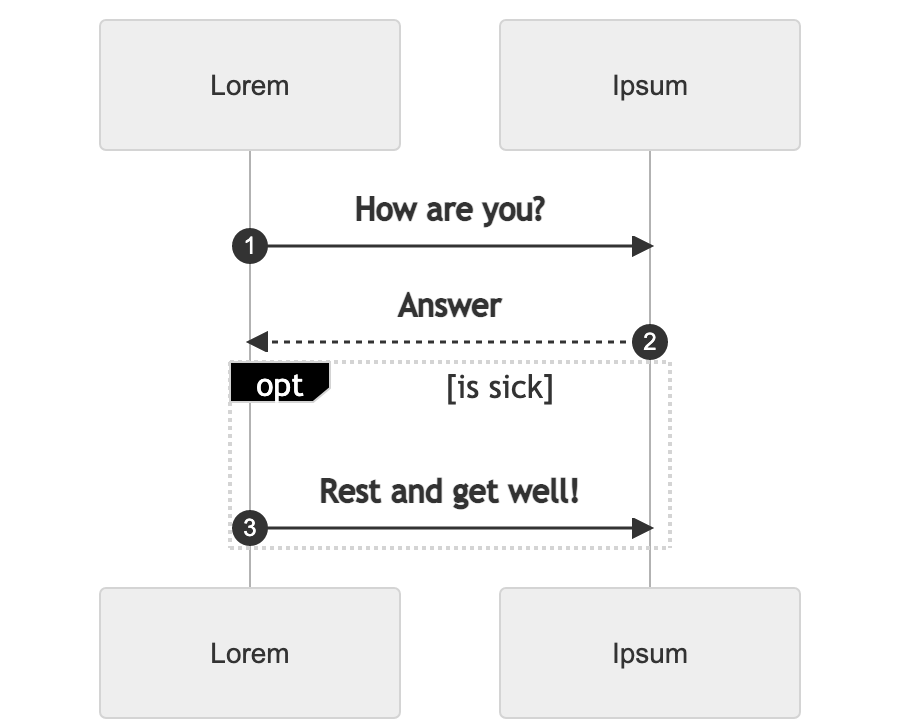 Lorem
Ipsum
How are you?
1
Answer
2
opt
[is sick]
Rest and get well!
3
Lorem
Ipsum